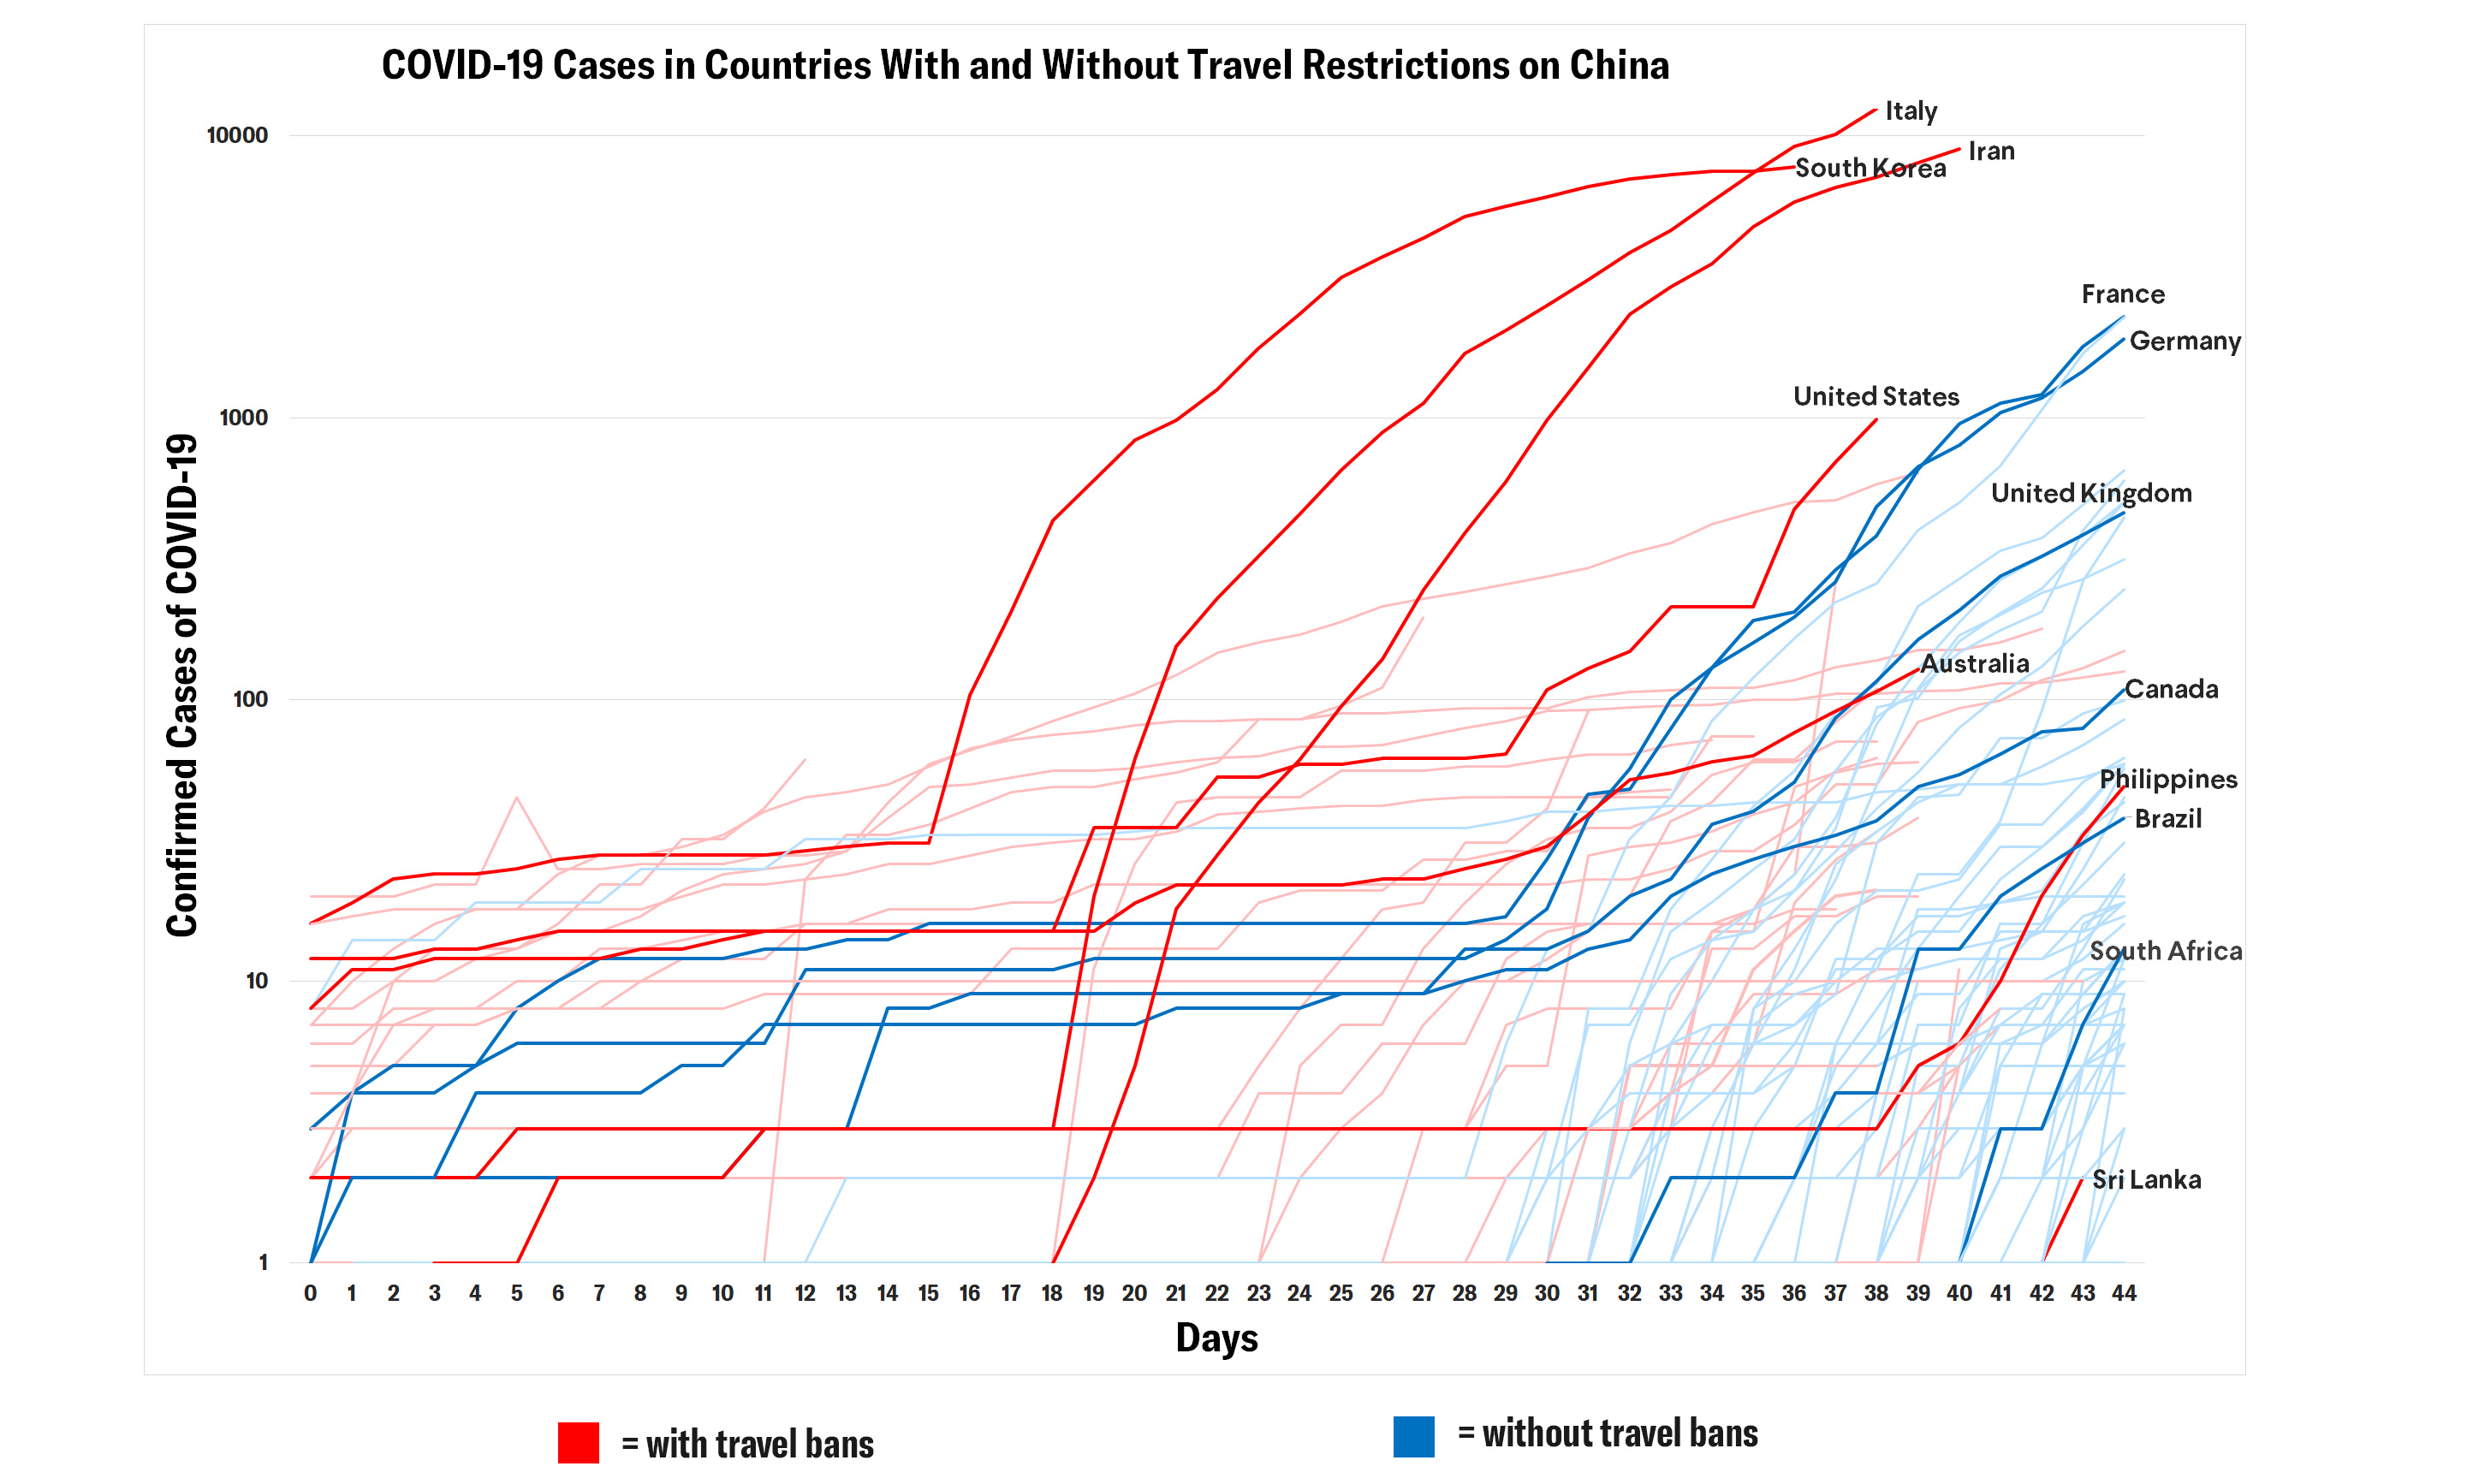 COVID-19 Cases in Countries With and Without Travel Restrictions on China
Confirmed Cases of COVID-19
10000
1000
100
10
1
Italy
Iran
South Korea
France
Germany
United States
United Kingdom
Australia
Canada
Philippines
Brazil
South Africa
Sri Lanka
0 1 2 3 4 5 6 7 8 9 10 11 12 13 14 15 16 17 18 19 20 21 22 23 24 25 26 27 28 29 30 31 32 33 34 35 36 37 38 39 40 41 42 43 44
Days
= with travel bans
= without travel bans